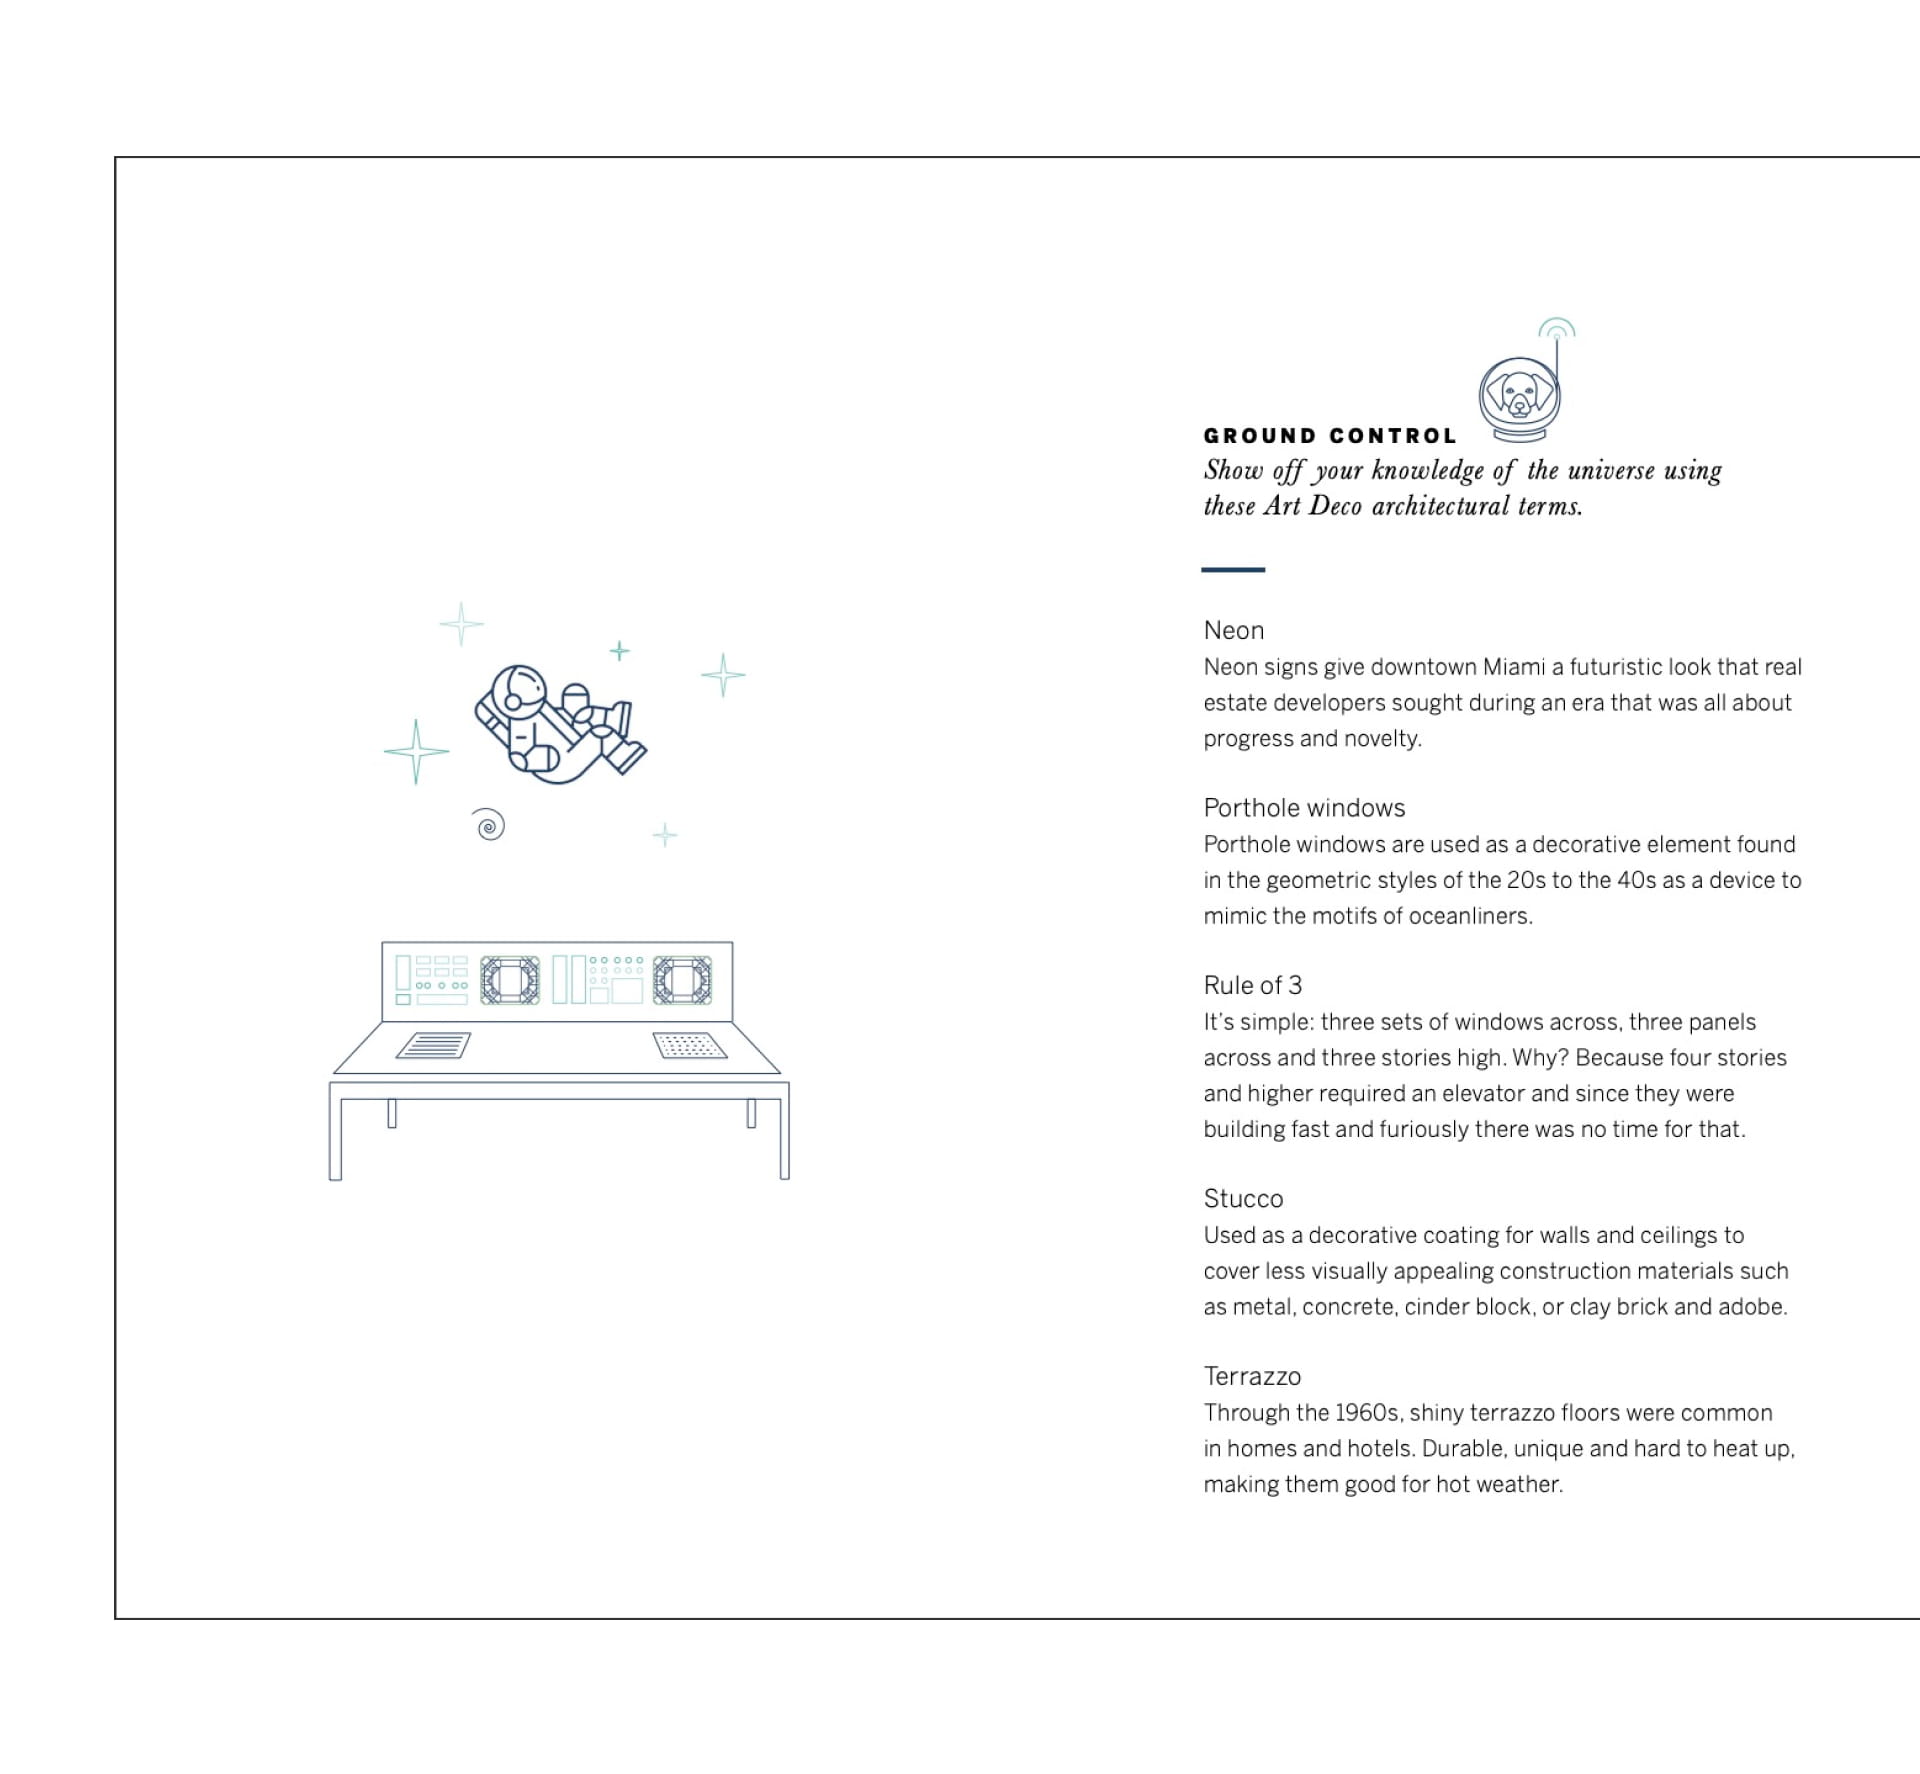 GROUND CONTROL
Show off your knowledge of the universe using
these Art Deco architectural terms.
Neon
Neon signs give downtown Miami a futuristic look that real
estate developers sought during an era that was all about
progress and novelty.
Porthole windows
Porthole windows are used as a decorative element found
in the geometric styles of the 20s to the 40s as a device to
mimic the motifs of oceanliners.
Rule of 3
It's simple: three sets of windows across, three panels
across and three stories high. Why? Because four stories
and higher required an elevator and since they were
building fast and furiously there was no time for that.
Stucco
Used as a decorative coating for walls and ceilings to
cover less visually appealing construction materials such
as metal, concrete, cinder block, or clay brick and adobe.
Terrazzo
Through the 1960s, shiny terrazzo floors were common
in homes and hotels. Durable, unique and hard to heat up,
making them good for hot weather.